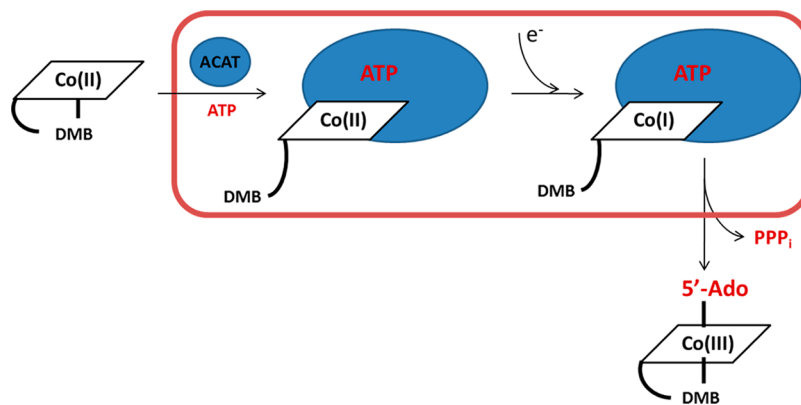 Co(II)
DMB
ACAT
ATP
ATP
Co(II)
DMB
e-
ATP
Co(I)
DMB
PPPi
5'-Ado
Co(III)
DMB